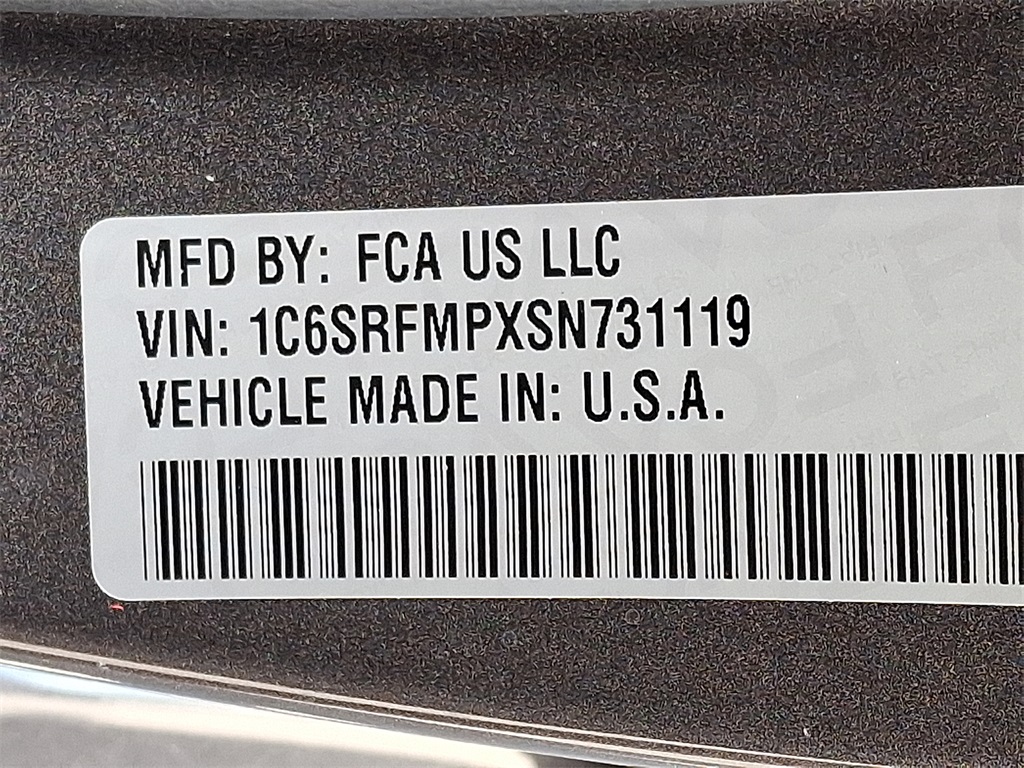 MFD BY: FCA US LLC
VIN: 1C6SRFMPXSN731119
VEHICLE MADE IN: U.S.A.